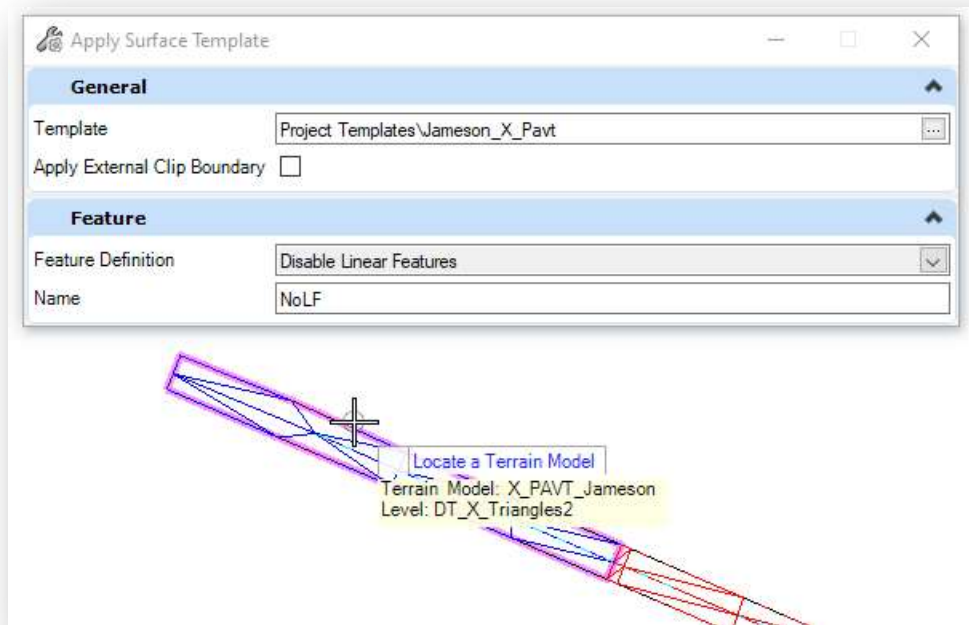 Apply Surface Template
General
Template Project Templates\Jameson_X_Pavt ...
Apply External Clip Boundary
Feature
Feature Definition Disable Linear Features
Name NoLF
Locate a Terrain Model
Terrain Model: X_PAVT_Jameson
Level: DT_X_Triangles2